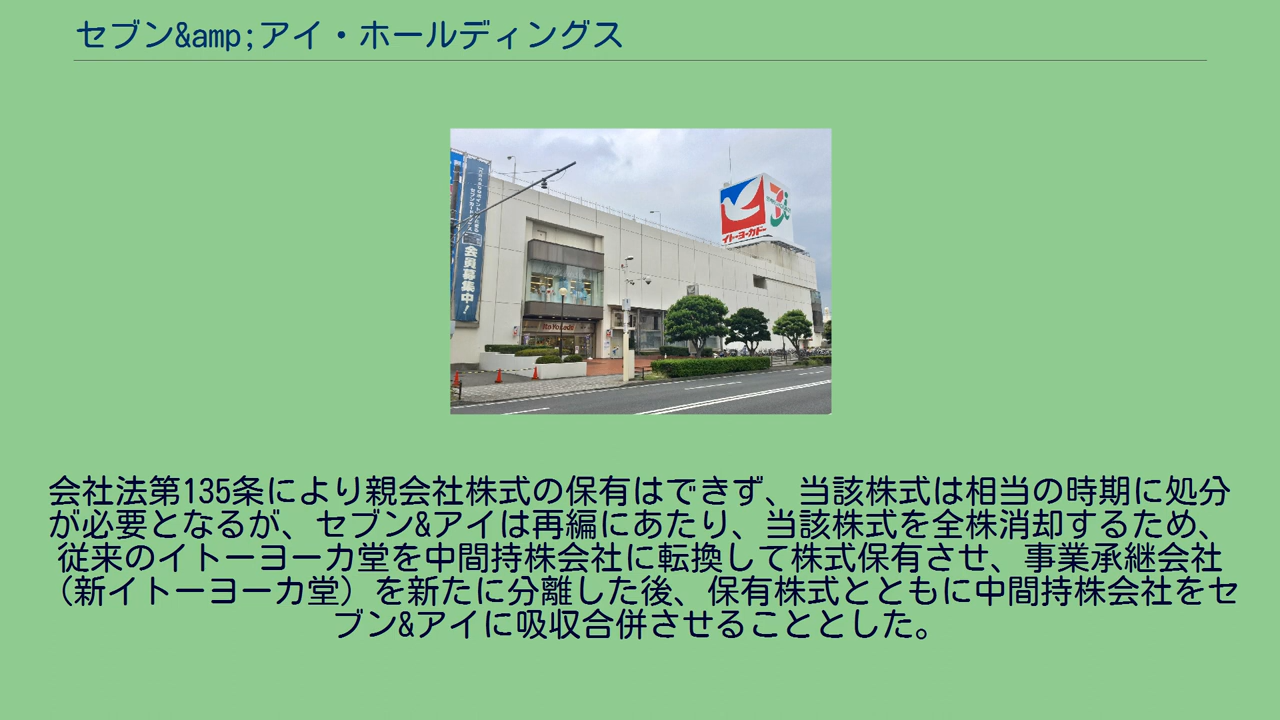 セブン&amp;アイ・ホールディングス
イトーヨーカドー
会員募集中!
Ito Yokado
会社法第135条により親会社株式の保有はできず、当該株式は相当の時期に処分
が必要となるが、セブン&アイは再編にあたり、当該株式を全株消却するため、
従来のイトーヨーカ堂を中間持株会社に転換して株式保有させ、事業承継会社
（新イトーヨーカ堂）を新たに分離した後、保有株式とともに中間持株会社をセ
ブン&アイに吸収合併させることとした。